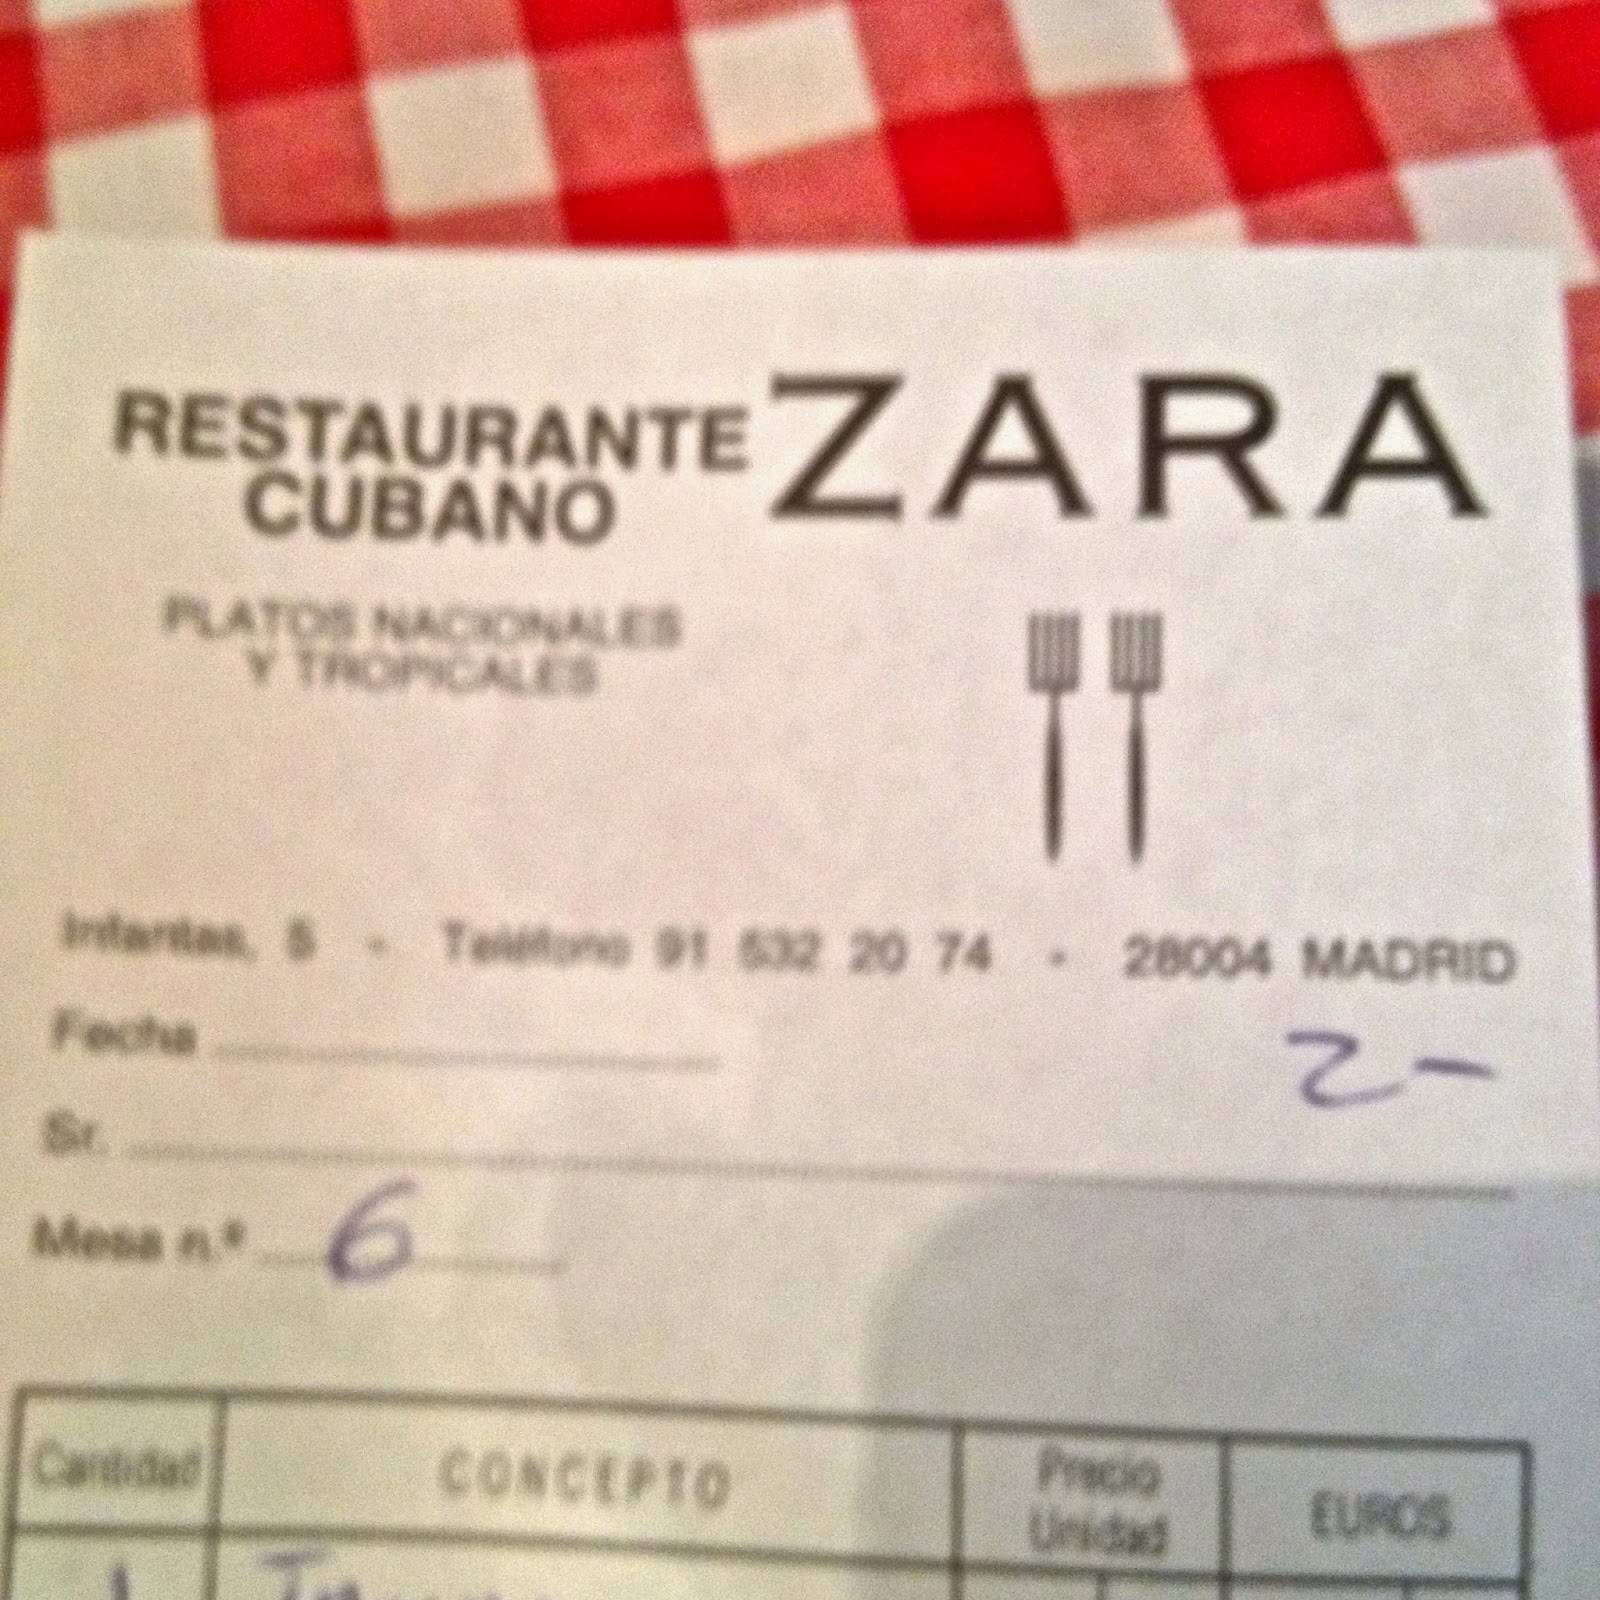 RESTAURANTE ZARA
CUBANO
PLATOS NACIONALES
Y TROPICALES
Infantas, 5 - Teléfono 91 532 20 74 - 28004 MADRID
Fecha
2-
Sr.
Mesa n.º 6
Cantidad CONCEPTO Precio Unidad EUROS
1